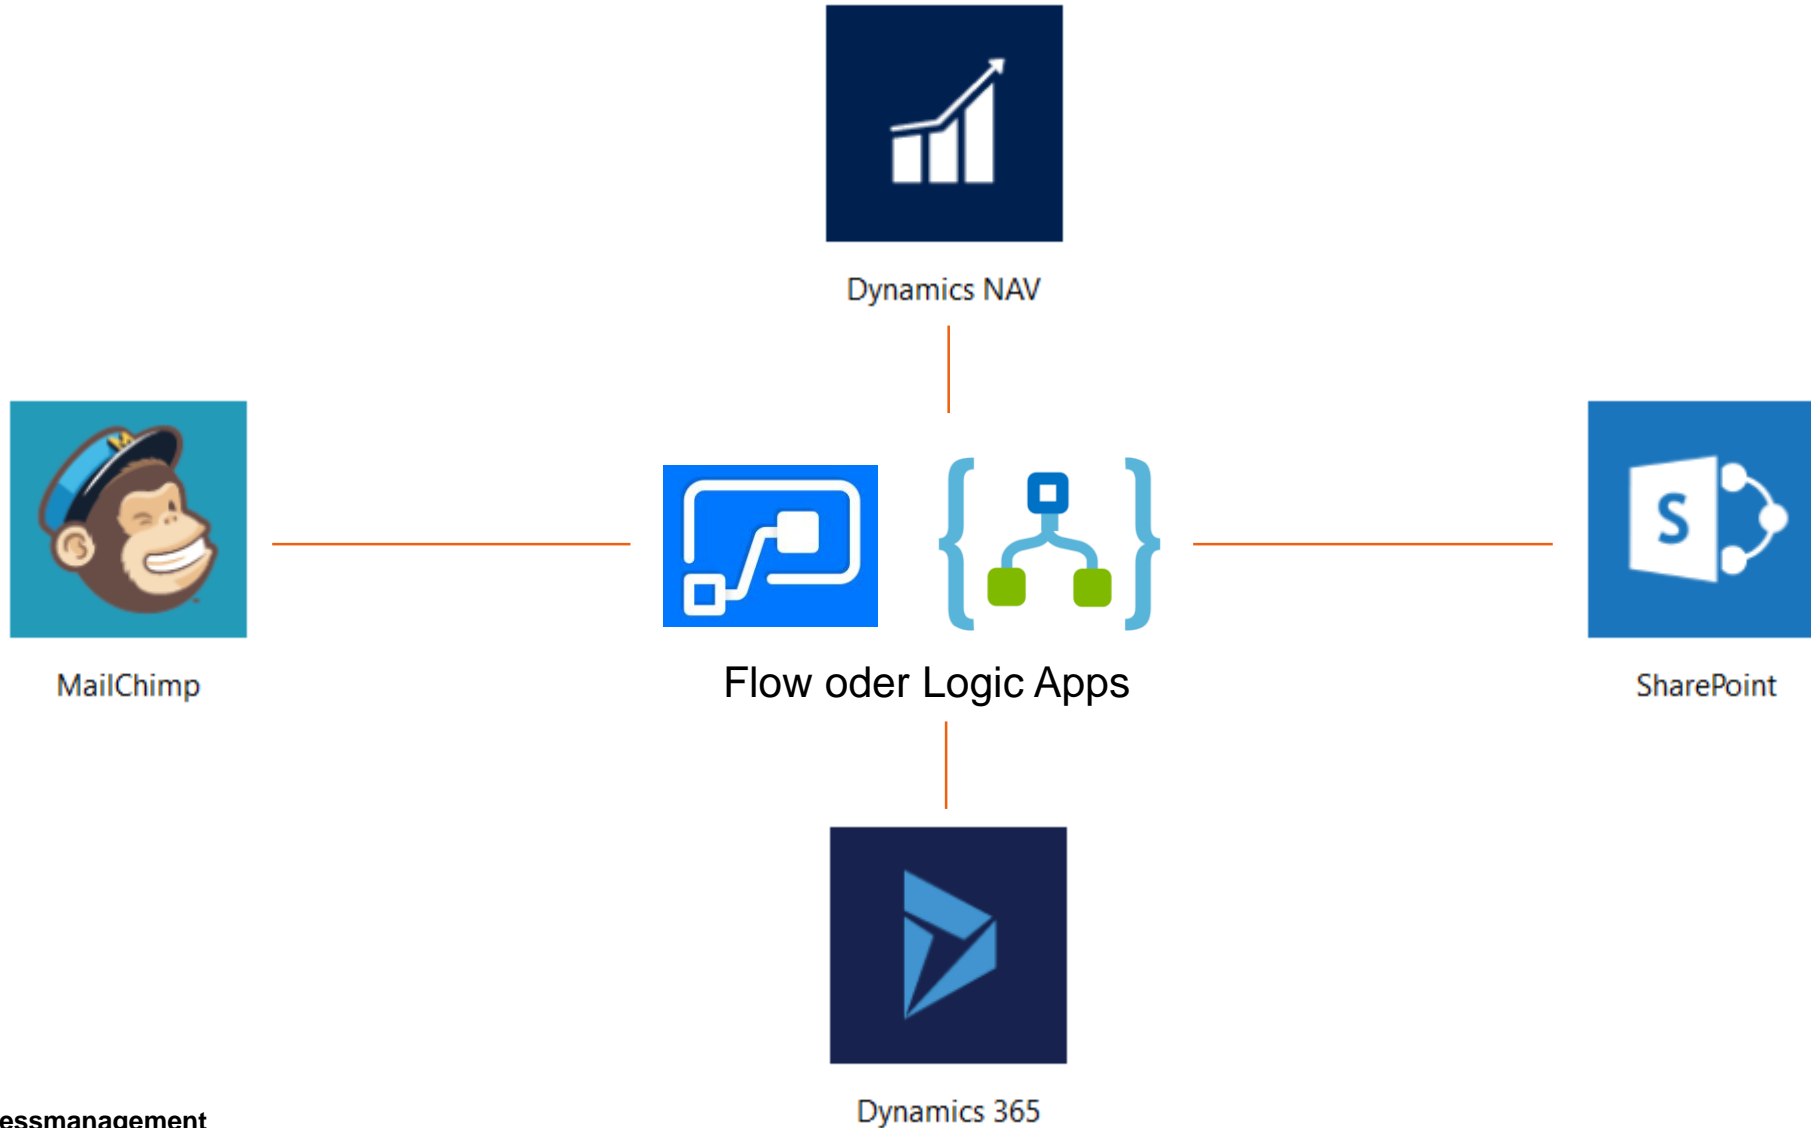 Dynamics NAV
MailChimp
Flow oder Logic Apps
S
SharePoint
Dynamics 365
essmanagement